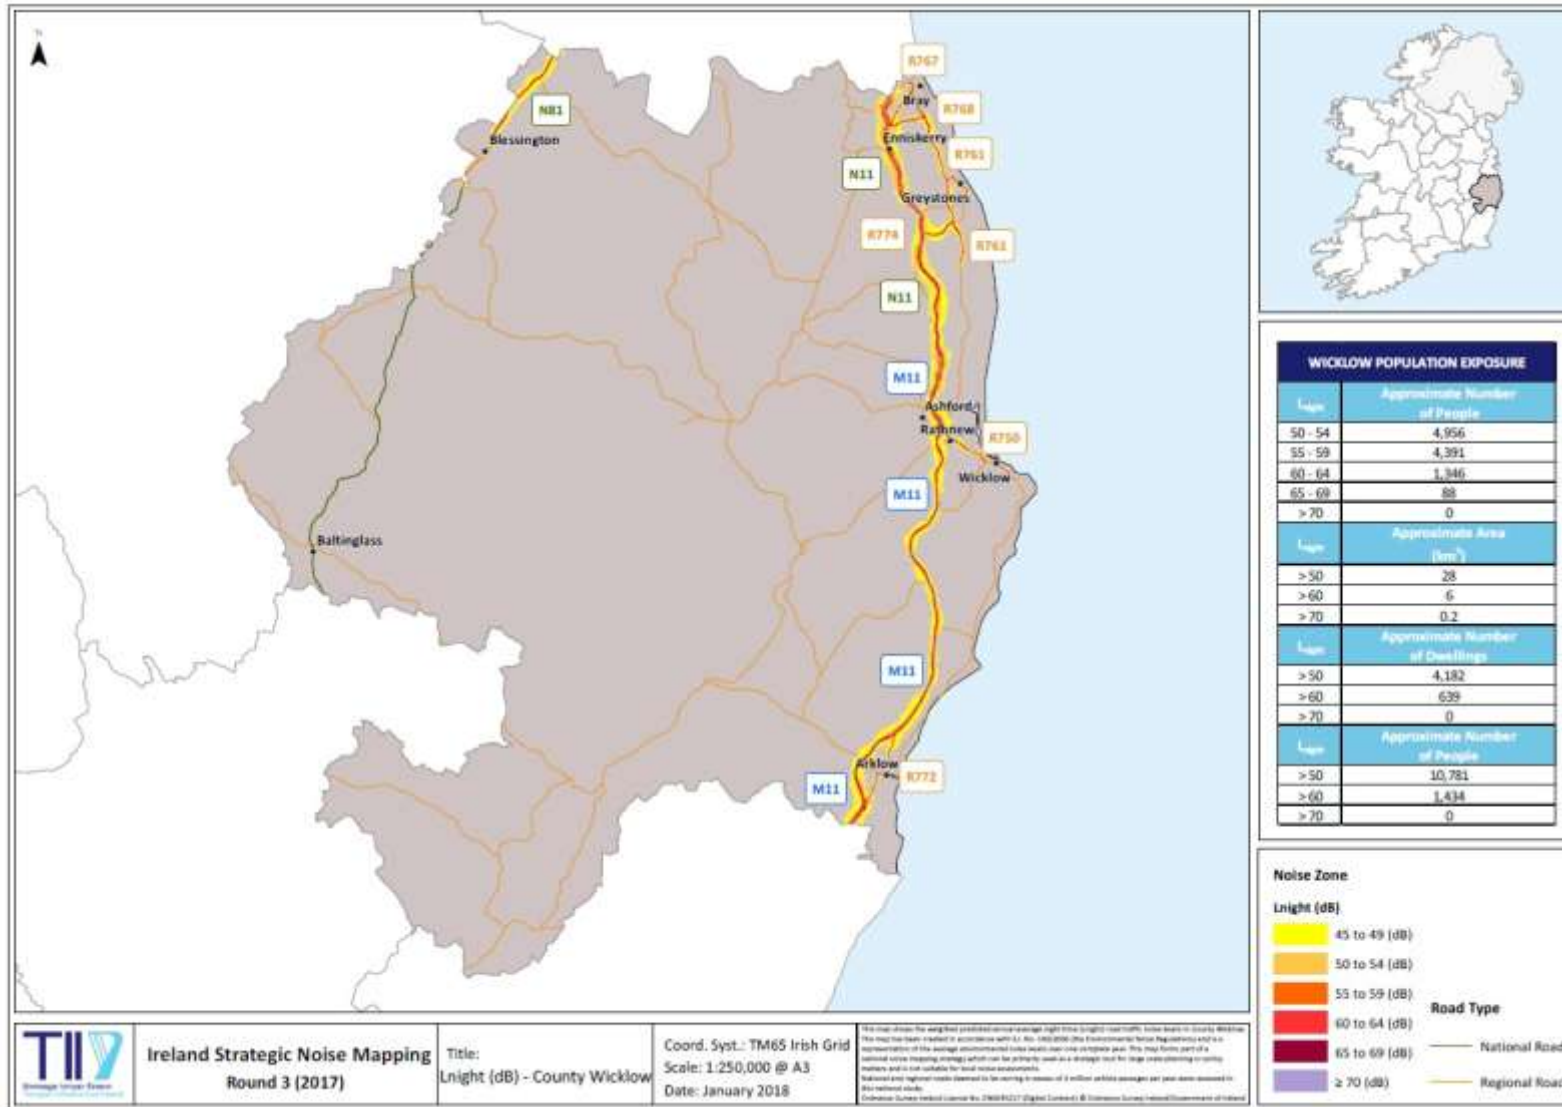 N
R767
Bray
R768
N81
Blessington
Enniskerry
R761
N11
Greystones
R774
R761
N11
M11
Ashford
Rathnew
R750
Wicklow
M11
Baltinglass
M11
Arklow
R772
M11
WICKLOW POPULATION EXPOSURE
Lnight Approximate Number
of People
50 - 54 4,956
55 - 59 4,391
60 - 64 1,346
65 - 69 88
> 70 0
Lnight Approximate Area
(km²)
> 50 28
> 60 6
> 70 0.2
Lnight Approximate Number
of Dwellings
> 50 4,182
> 60 639
> 70 0
Lnight Approximate Number
of People
> 50 10,781
> 60 1,434
> 70 0
Noise Zone
Lnight (dB)
45 to 49 (dB)
50 to 54 (dB)
55 to 59 (dB)
60 to 64 (dB)
65 to 69 (dB)
≥ 70 (dB)
Road Type
National Road
Regional Road
TII
Ireland Strategic Noise Mapping
Round 3 (2017)
Title:
Lnight (dB) - County Wicklow
Coord. Syst.: TM65 Irish Grid
Scale: 1:250,000 @ A3
Date: January 2018